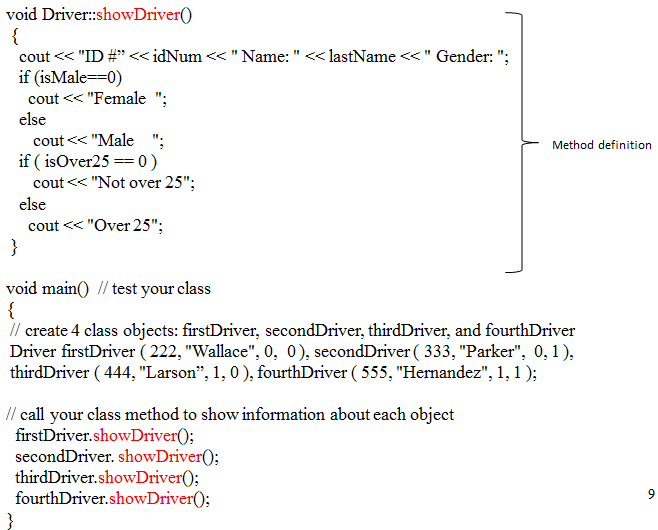 void Driver::showDriver()
{
cout << "ID #” << idNum << " Name: " << lastName << " Gender: ";
if (isMale==0)
cout << "Female  ";
else
cout << "Male    ";
if ( isOver25 == 0 )
cout << "Not over 25";
else
cout << "Over 25";
}
Method definition
void main()  // test your class
{
// create 4 class objects: firstDriver, secondDriver, thirdDriver, and fourthDriver
Driver firstDriver ( 222, "Wallace", 0,  0 ), secondDriver ( 333, "Parker",  0, 1 ),
thirdDriver ( 444, "Larson”, 1, 0 ), fourthDriver ( 555, "Hernandez", 1, 1 );
// call your class method to show information about each object
firstDriver.showDriver();
secondDriver. showDriver();
thirdDriver.showDriver();
fourthDriver.showDriver();
}
9